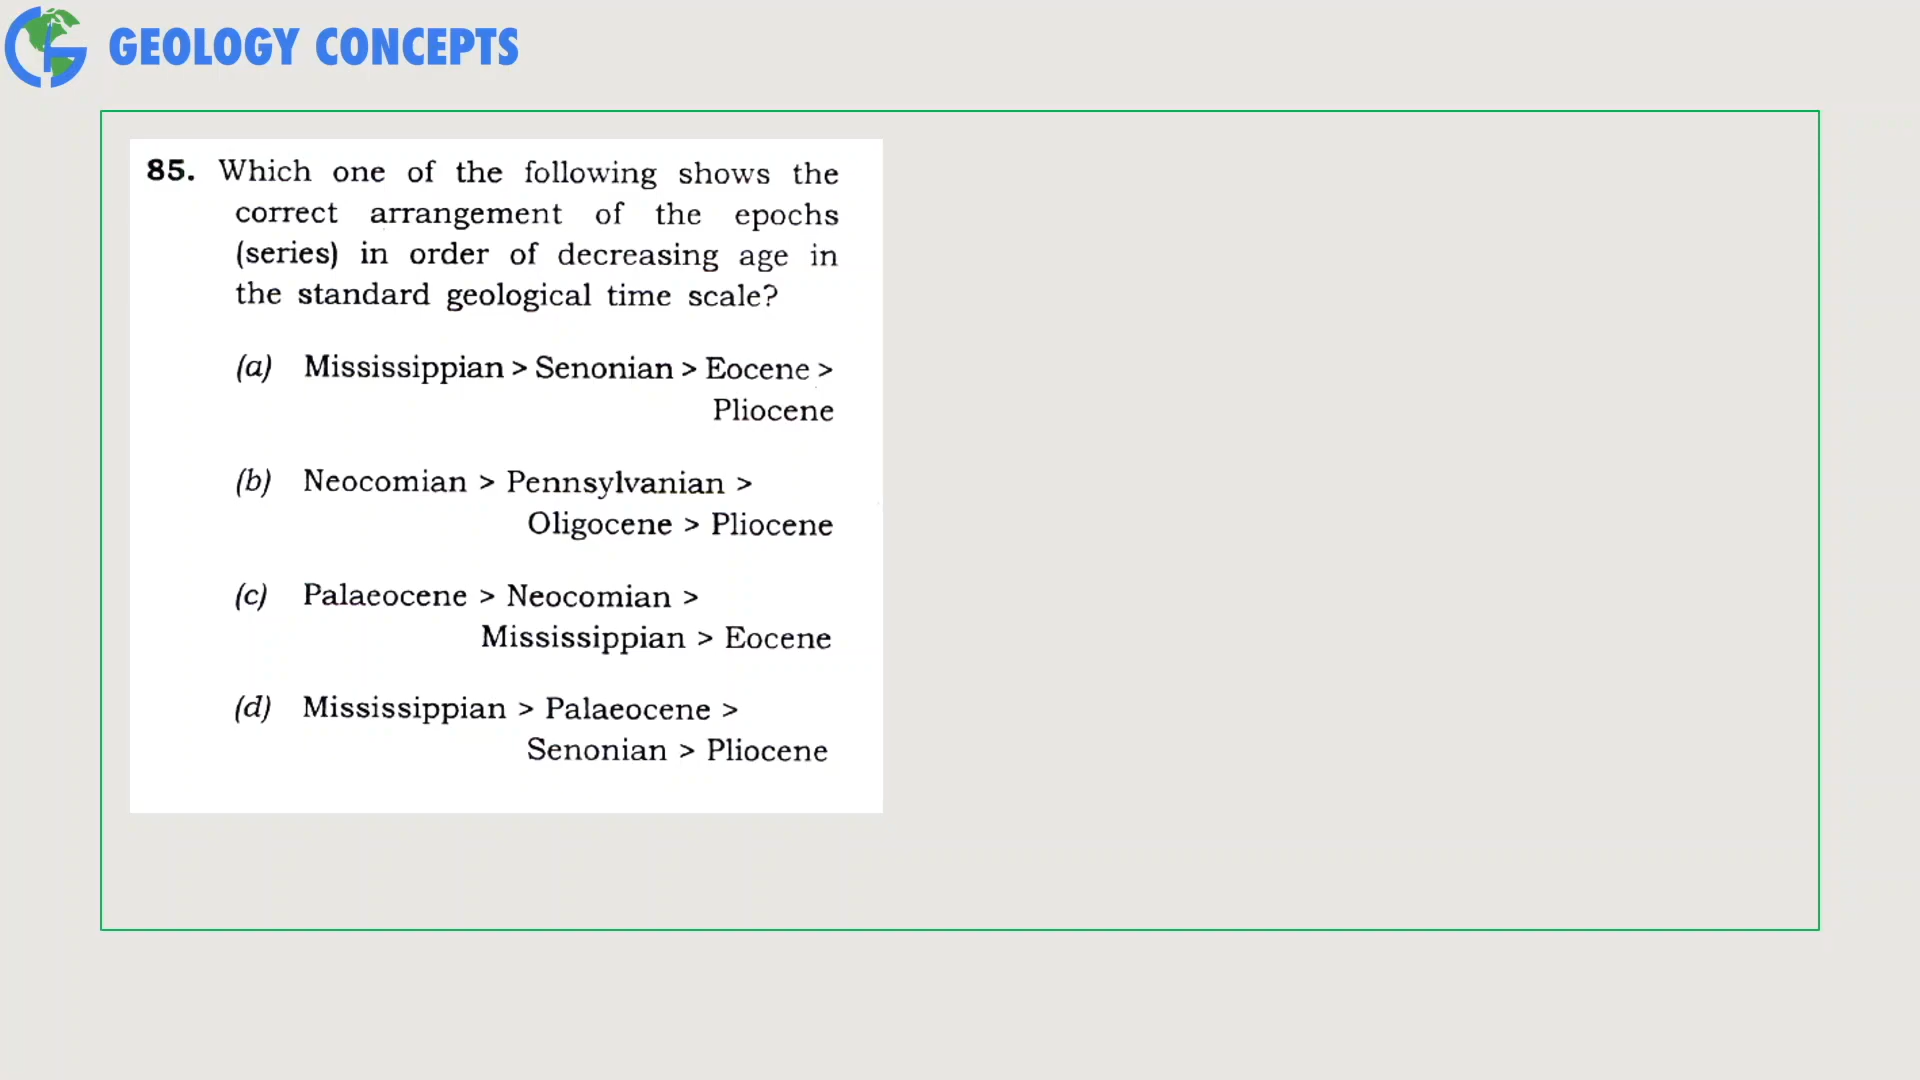 GEOLOGY CONCEPTS
85. Which one of the following shows the
correct arrangement of the epochs
(series) in order of decreasing age in
the standard geological time scale?
(a) Mississippian > Senonian > Eocene >
Pliocene
(b) Neocomian > Pennsylvanian >
Oligocene > Pliocene
(c) Palaeocene > Neocomian >
Mississippian > Eocene
(d) Mississippian > Palaeocene >
Senonian > Pliocene